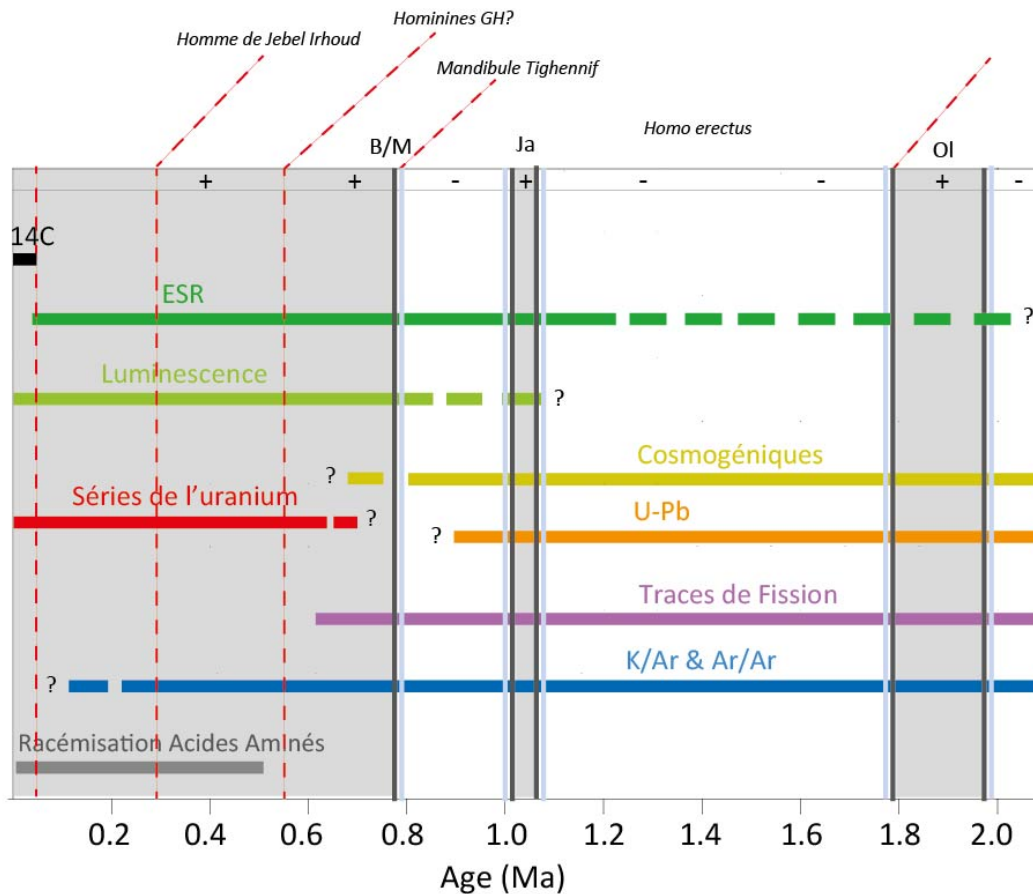 Hominines GH?
Homme de Jebel Irhoud
Mandibule Tighennif
Homo erectus
B/M
Ja
Ol
+ + - + - - + -
14C
ESR
?
Luminescence
?
Cosmogéniques
?
Séries de l'uranium
?
U-Pb
?
Traces de Fission
K/Ar & Ar/Ar
?
Racémisation Acides Aminés
0.2 0.4 0.6 0.8 1.0 1.2 1.4 1.6 1.8 2.0
Age (Ma)